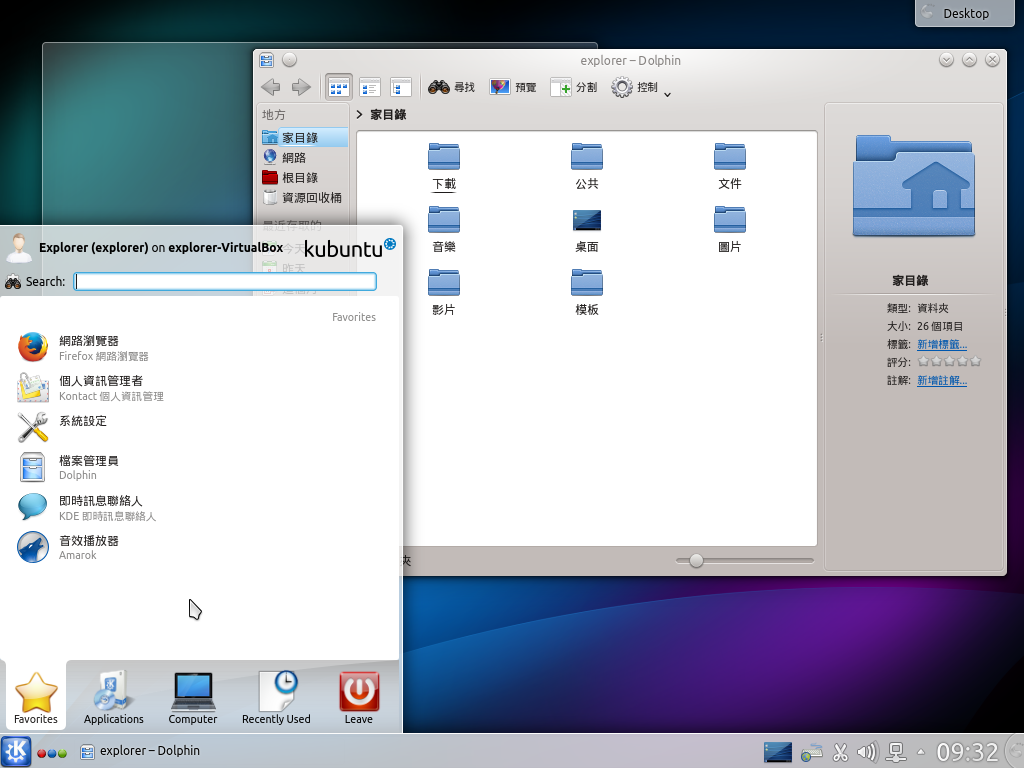 Desktop
explorer – Dolphin
尋找
預覽
分割
控制
地方
家目錄
網路
根目錄
資源回收桶
最近存取的
今天
昨天
> 家目錄
下載
公共
文件
音樂
桌面
圖片
影片
模板
家目錄
類型: 資料夾
大小: 26 個項目
標籤: 新增標籤...
評分:
註解: 新增註解...
夾
Explorer (explorer) on explorer-VirtualBox
kubuntu
Search:
Favorites
網路瀏覽器
Firefox 網路瀏覽器
個人資訊管理者
Kontact 個人資訊管理
系統設定
檔案管理員
Dolphin
即時訊息聯絡人
KDE 即時訊息聯絡人
音效播放器
Amarok
Favorites
Applications
Computer
Recently Used
Leave
explorer – Dolphin
09:32